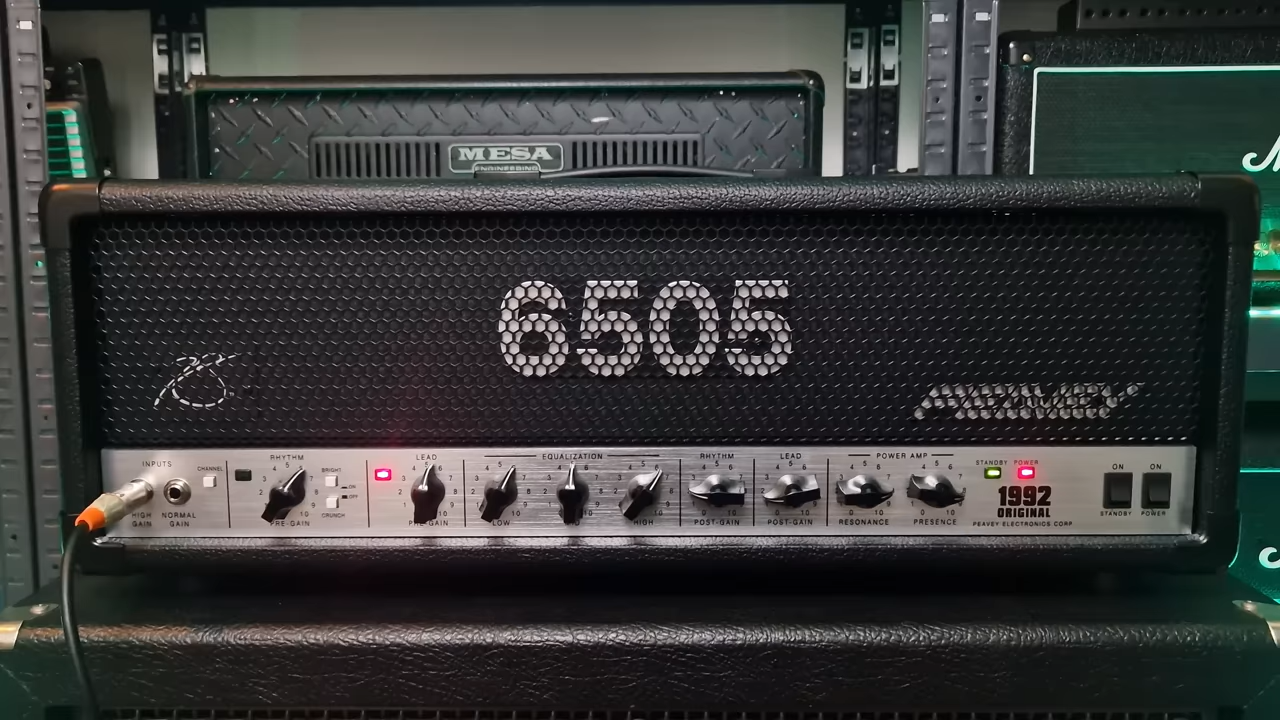 MESA
ENGINEERING
6505
PEAVEY
INPUTS
HIGH GAIN
NORMAL GAIN
CHANNEL
RHYTHM
PRE-GAIN
BRIGHT
ON
OFF
CRUNCH
LEAD
PRE-GAIN
EQUALIZATION
LOW
HIGH
RHYTHM
POST-GAIN
LEAD
POST-GAIN
POWER AMP
RESONANCE
PRESENCE
STANDBY
POWER
1992
ORIGINAL
PEAVEY ELECTRONICS CORP
ON
STANDBY
ON
POWER